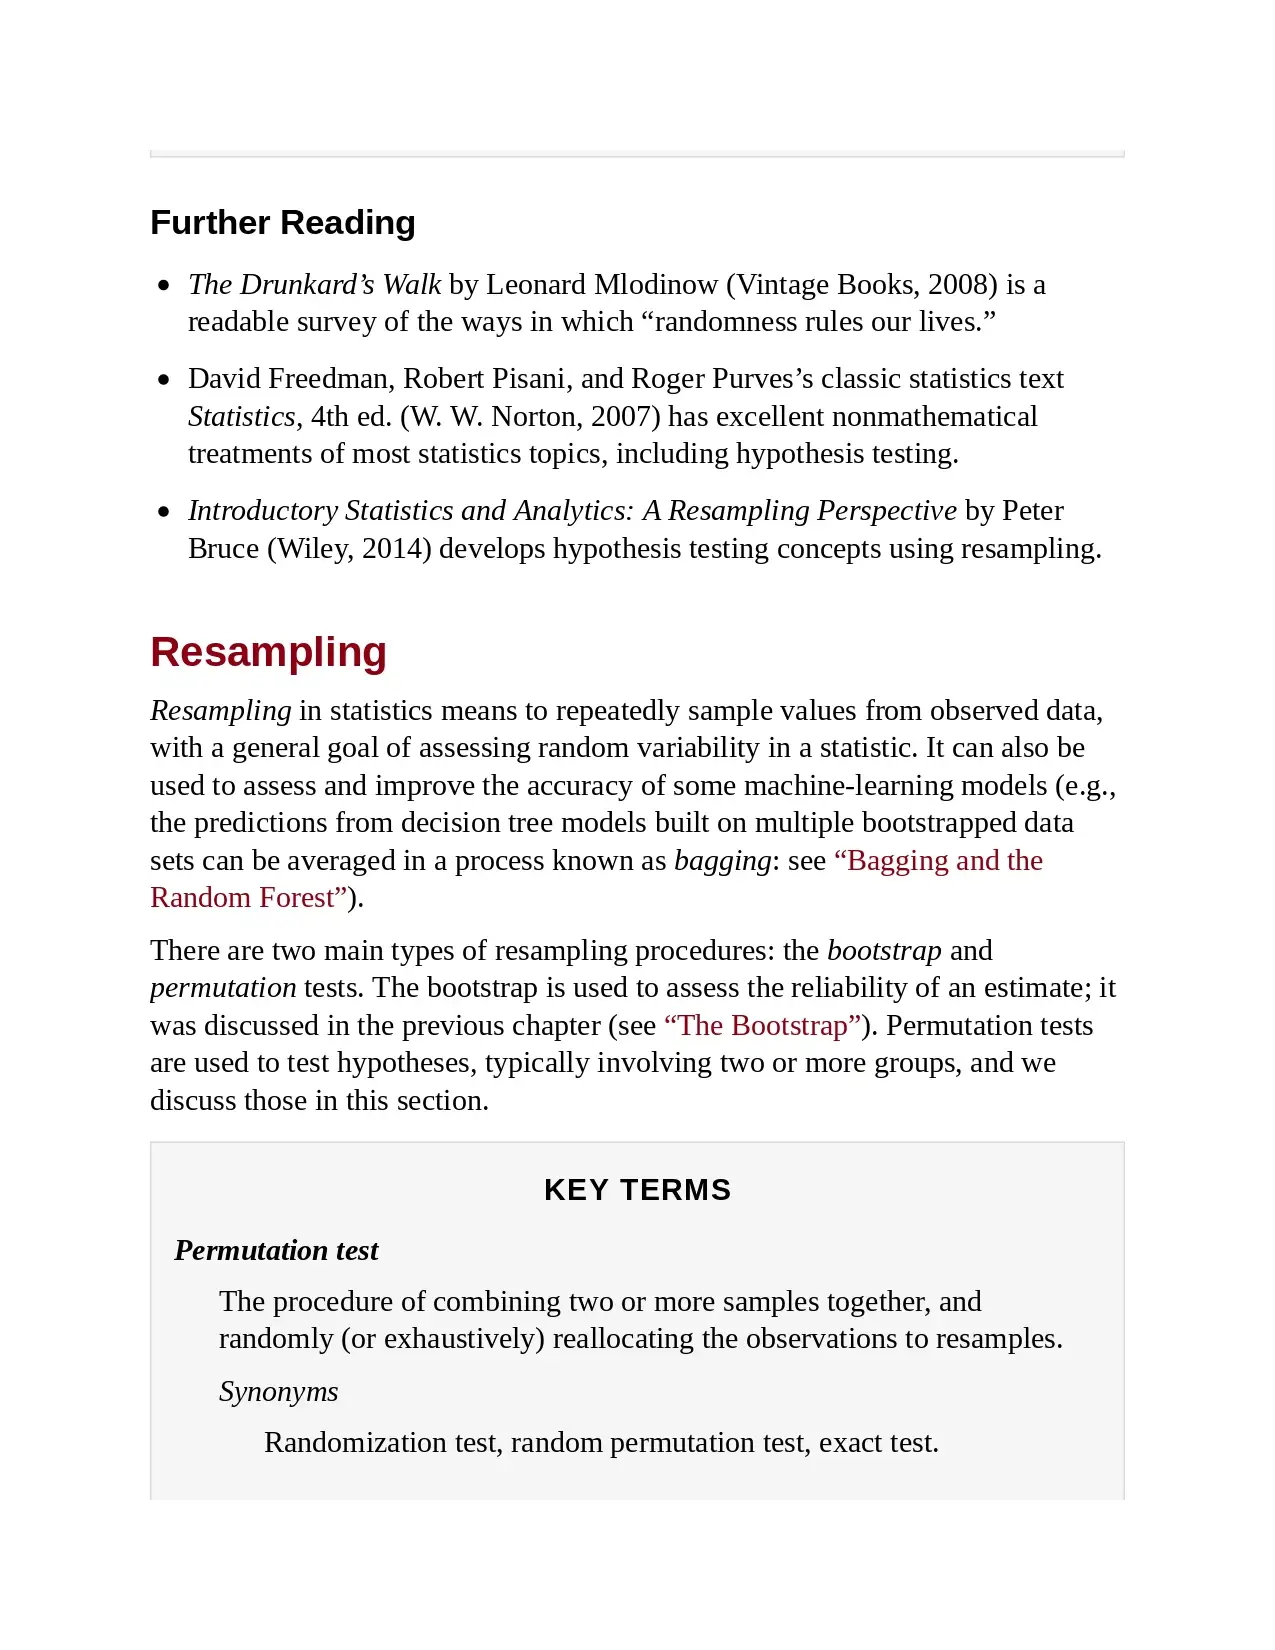 Further Reading
• The Drunkard’s Walk by Leonard Mlodinow (Vintage Books, 2008) is a
readable survey of the ways in which “randomness rules our lives.”
• David Freedman, Robert Pisani, and Roger Purves’s classic statistics text
Statistics, 4th ed. (W. W. Norton, 2007) has excellent nonmathematical
treatments of most statistics topics, including hypothesis testing.
• Introductory Statistics and Analytics: A Resampling Perspective by Peter
Bruce (Wiley, 2014) develops hypothesis testing concepts using resampling.
Resampling
Resampling in statistics means to repeatedly sample values from observed data,
with a general goal of assessing random variability in a statistic. It can also be
used to assess and improve the accuracy of some machine-learning models (e.g.,
the predictions from decision tree models built on multiple bootstrapped data
sets can be averaged in a process known as bagging: see “Bagging and the
Random Forest”).
There are two main types of resampling procedures: the bootstrap and
permutation tests. The bootstrap is used to assess the reliability of an estimate; it
was discussed in the previous chapter (see “The Bootstrap”). Permutation tests
are used to test hypotheses, typically involving two or more groups, and we
discuss those in this section.
KEY TERMS
Permutation test
The procedure of combining two or more samples together, and
randomly (or exhaustively) reallocating the observations to resamples.
Synonyms
Randomization test, random permutation test, exact test.